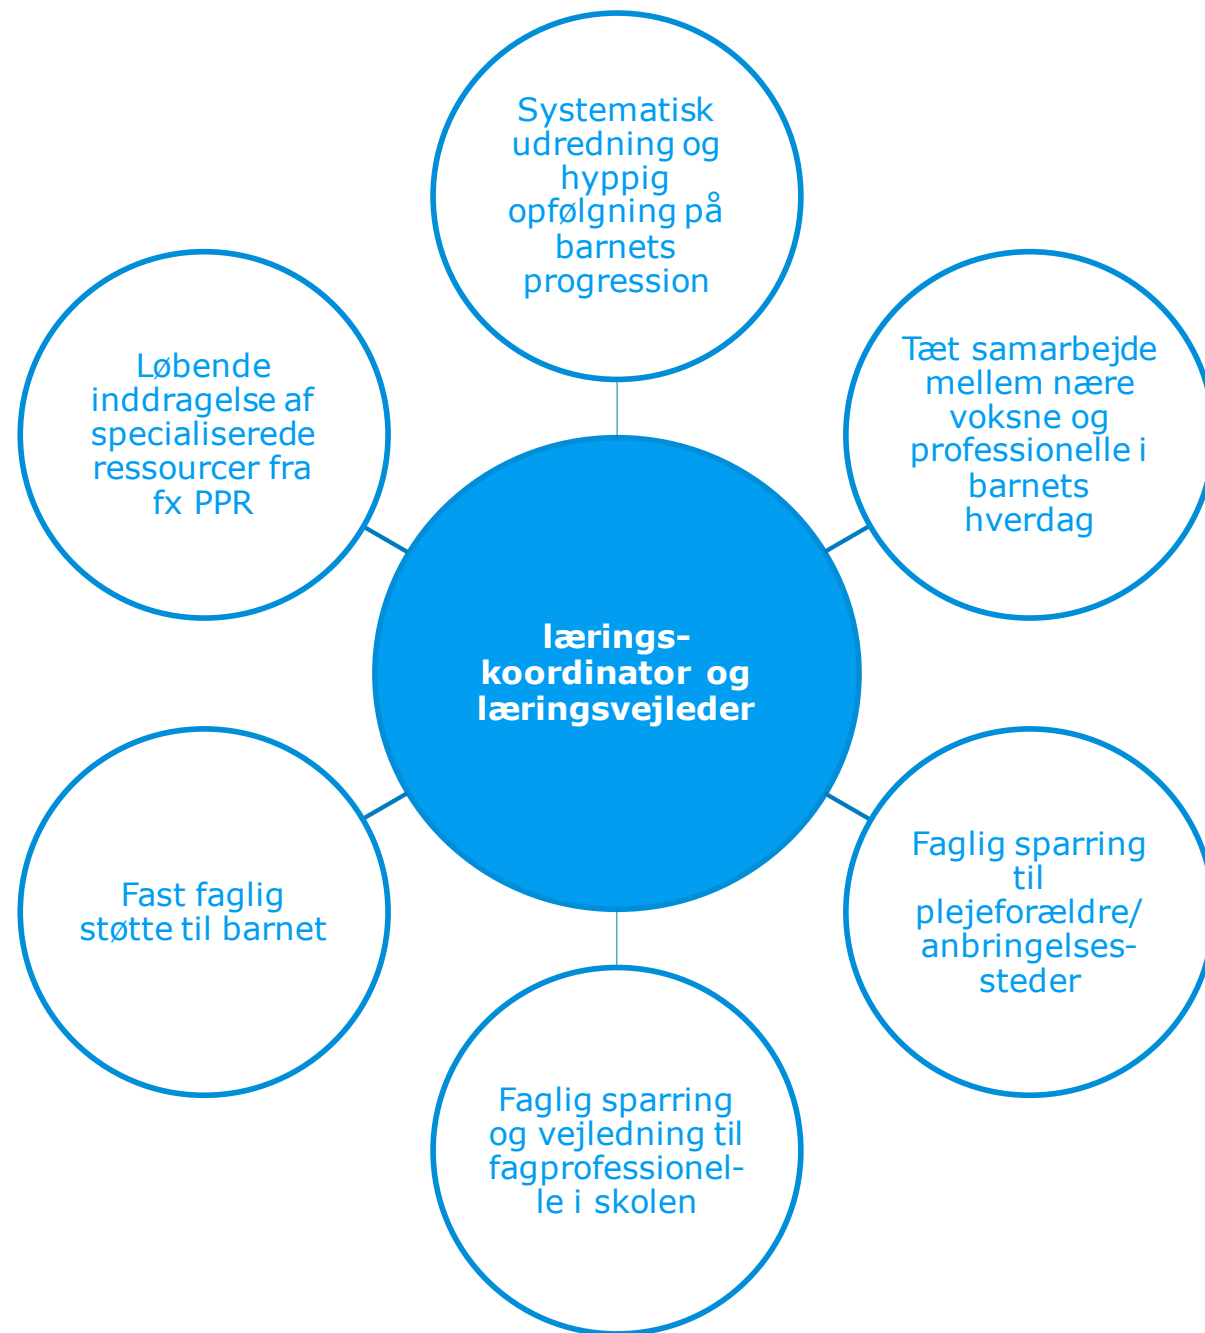 Systematisk
udredning og
hyppig
opfølgning på
barnets
progression
Tæt samarbejde
mellem nære
voksne og
professionelle i
barnets
hverdag
Faglig sparring
til
plejeforældre/
anbringelses-
steder
Faglig sparring
og vejledning til
fagprofessionel-
le i skolen
Fast faglig
støtte til barnet
Løbende
inddragelse af
specialiserede
ressourcer fra
fx PPR
lærings-
koordinator og
læringsvejleder